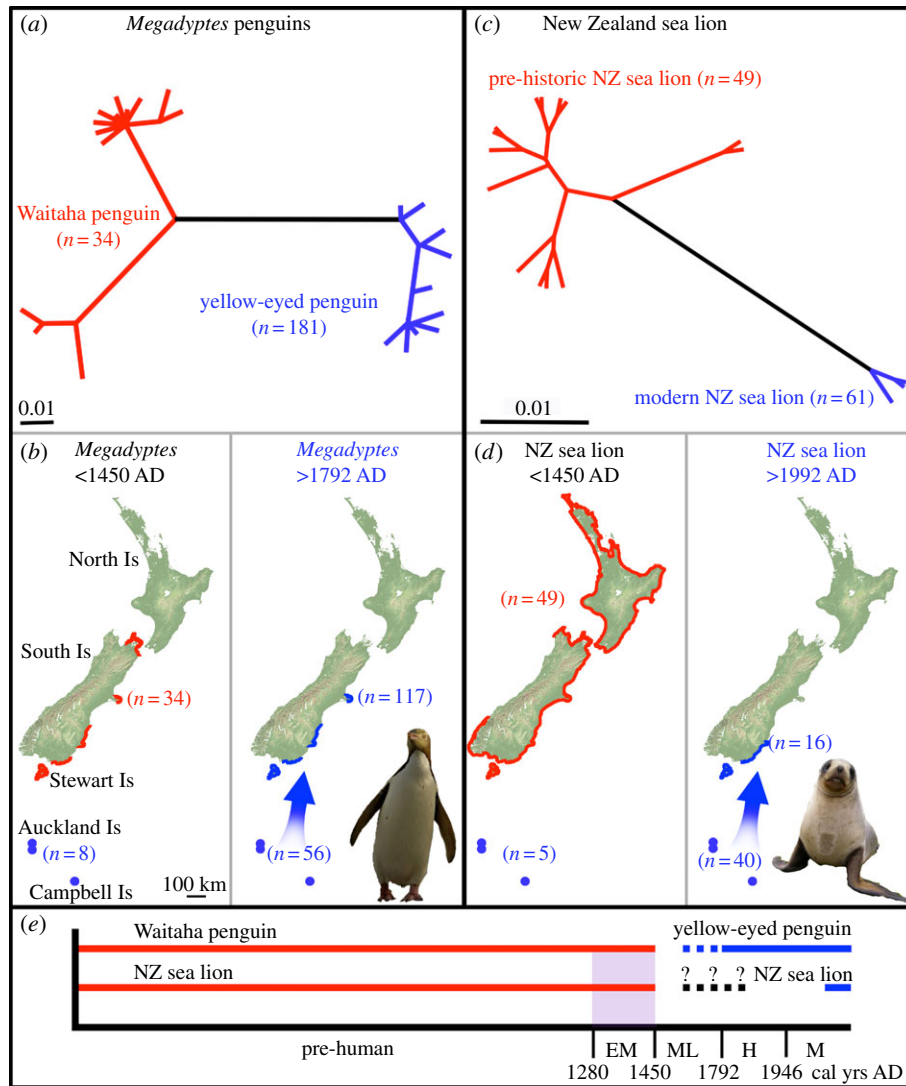 (a) Megadyptes penguins
Waitaha penguin
(n = 34)
yellow-eyed penguin
(n = 181)
0.01
(c) New Zealand sea lion
pre-historic NZ sea lion (n = 49)
0.01
modern NZ sea lion (n = 61)
(b) Megadyptes
<1450 AD
North Is
South Is
(n = 34)
Stewart Is
Auckland Is
(n = 8)
Campbell Is
100 km
Megadyptes
>1792 AD
(n = 117)
(n = 56)
(d) NZ sea lion
<1450 AD
(n = 49)
(n = 5)
NZ sea lion
>1992 AD
(n = 16)
(n = 40)
(e)
Waitaha penguin
yellow-eyed penguin
NZ sea lion
? ? ? NZ sea lion
pre-human EM ML H M
1280 1450 1792 1946 cal yrs AD